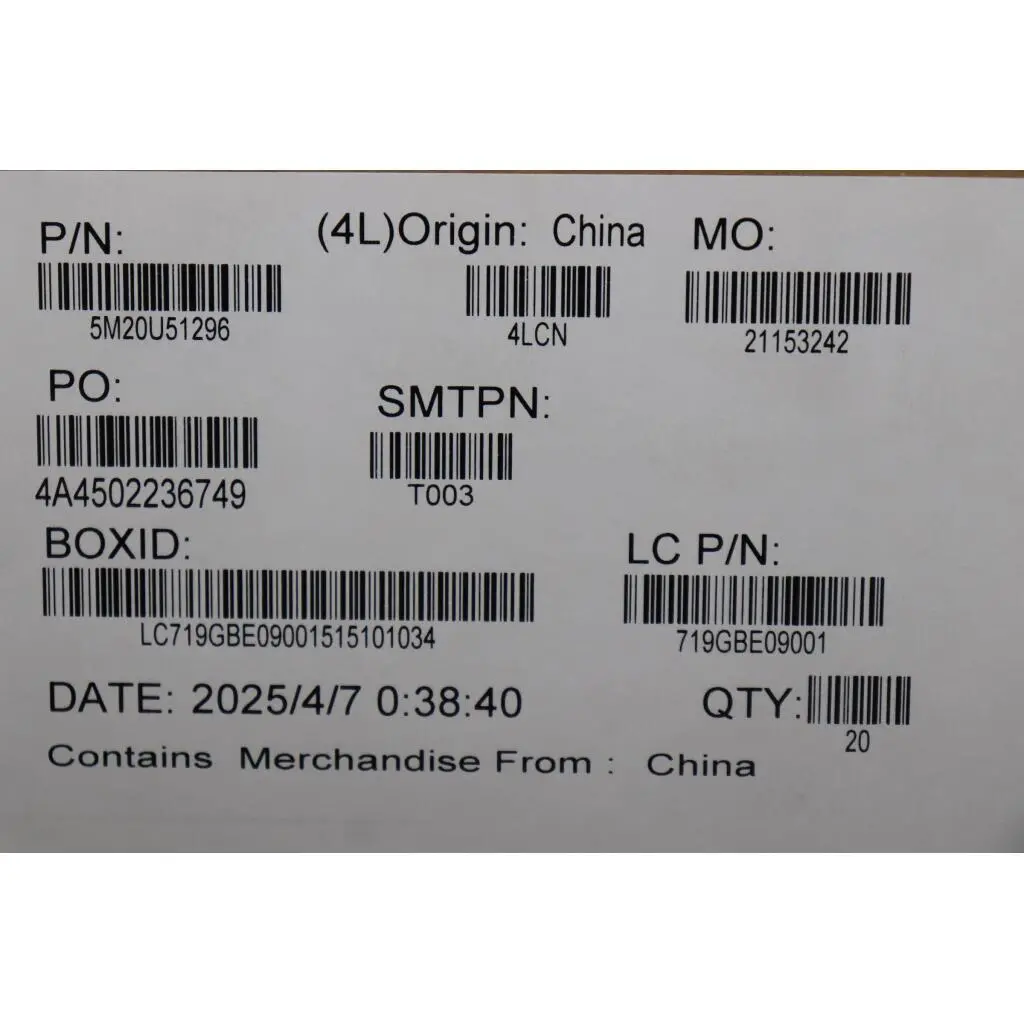 P/N: (4L)Origin: China MO:
5M20U51296 4LCN 21153242
PO: SMTPN:
4A4502236749 T003
BOXID: LC P/N:
LC719GBE09001515101034 719GBE09001
DATE: 2025/4/7 0:38:40 QTY:
20
Contains Merchandise From : China